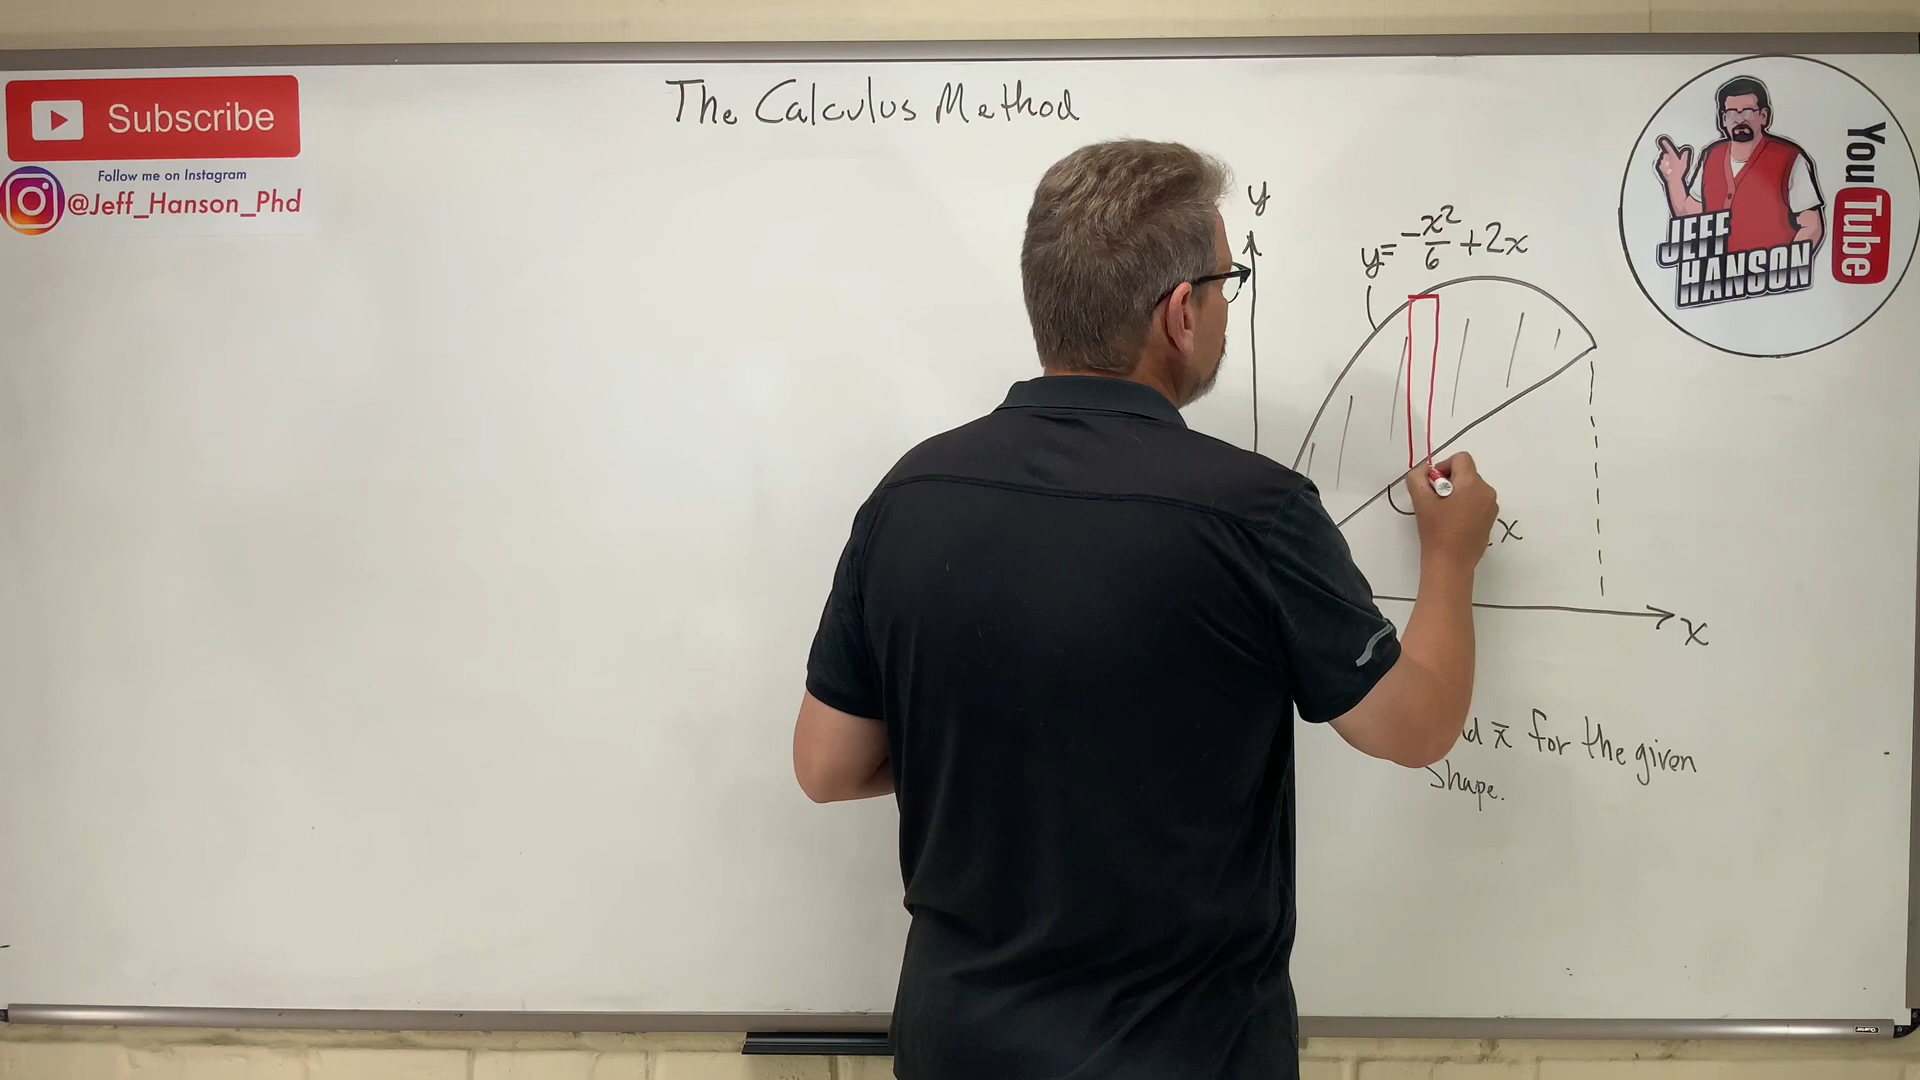 The Calculus Method
Subscribe
Follow me on Instagram
@Jeff_Hanson_Phd
YouTube
JEFF
HANSON
y
y = -x²/6 + 2x
x
x
x̄ for the given
shape.